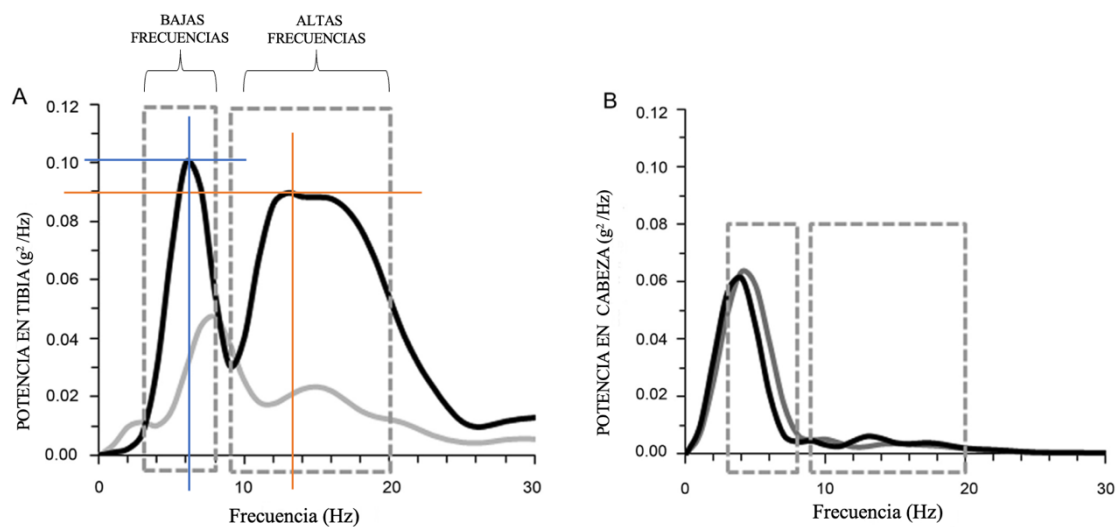 BAJAS
FRECUENCIAS
ALTAS
FRECUENCIAS
A
POTENCIA EN TIBIA (g² /Hz)
0.12
0.10
0.08
0.06
0.04
0.02
0.00
0
10
20
30
Frecuencia (Hz)
B
POTENCIA EN CABEZA (g² /Hz)
0.12
0.10
0.08
0.06
0.04
0.02
0.00
0
10
20
30
Frecuencia (Hz)